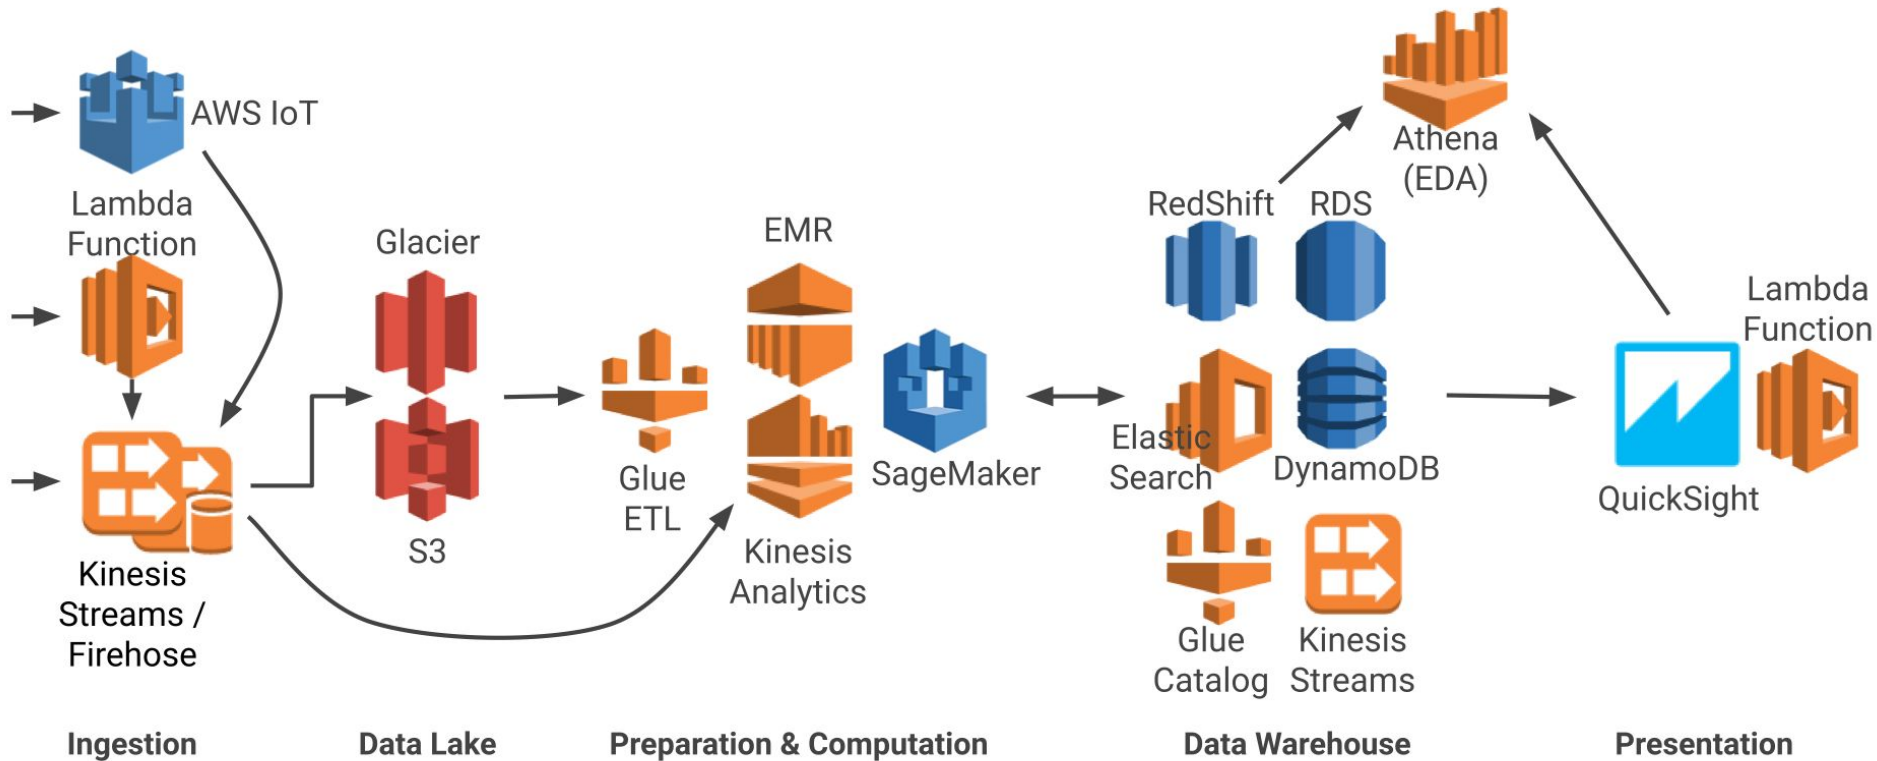 AWS IoT
Lambda
Function
Kinesis
Streams /
Firehose
Glacier
S3
Glue
ETL
EMR
Kinesis
Analytics
SageMaker
RedShift
RDS
Elastic
Search
DynamoDB
Glue
Catalog
Kinesis
Streams
Athena
(EDA)
QuickSight
Lambda
Function
Ingestion
Data Lake
Preparation & Computation
Data Warehouse
Presentation